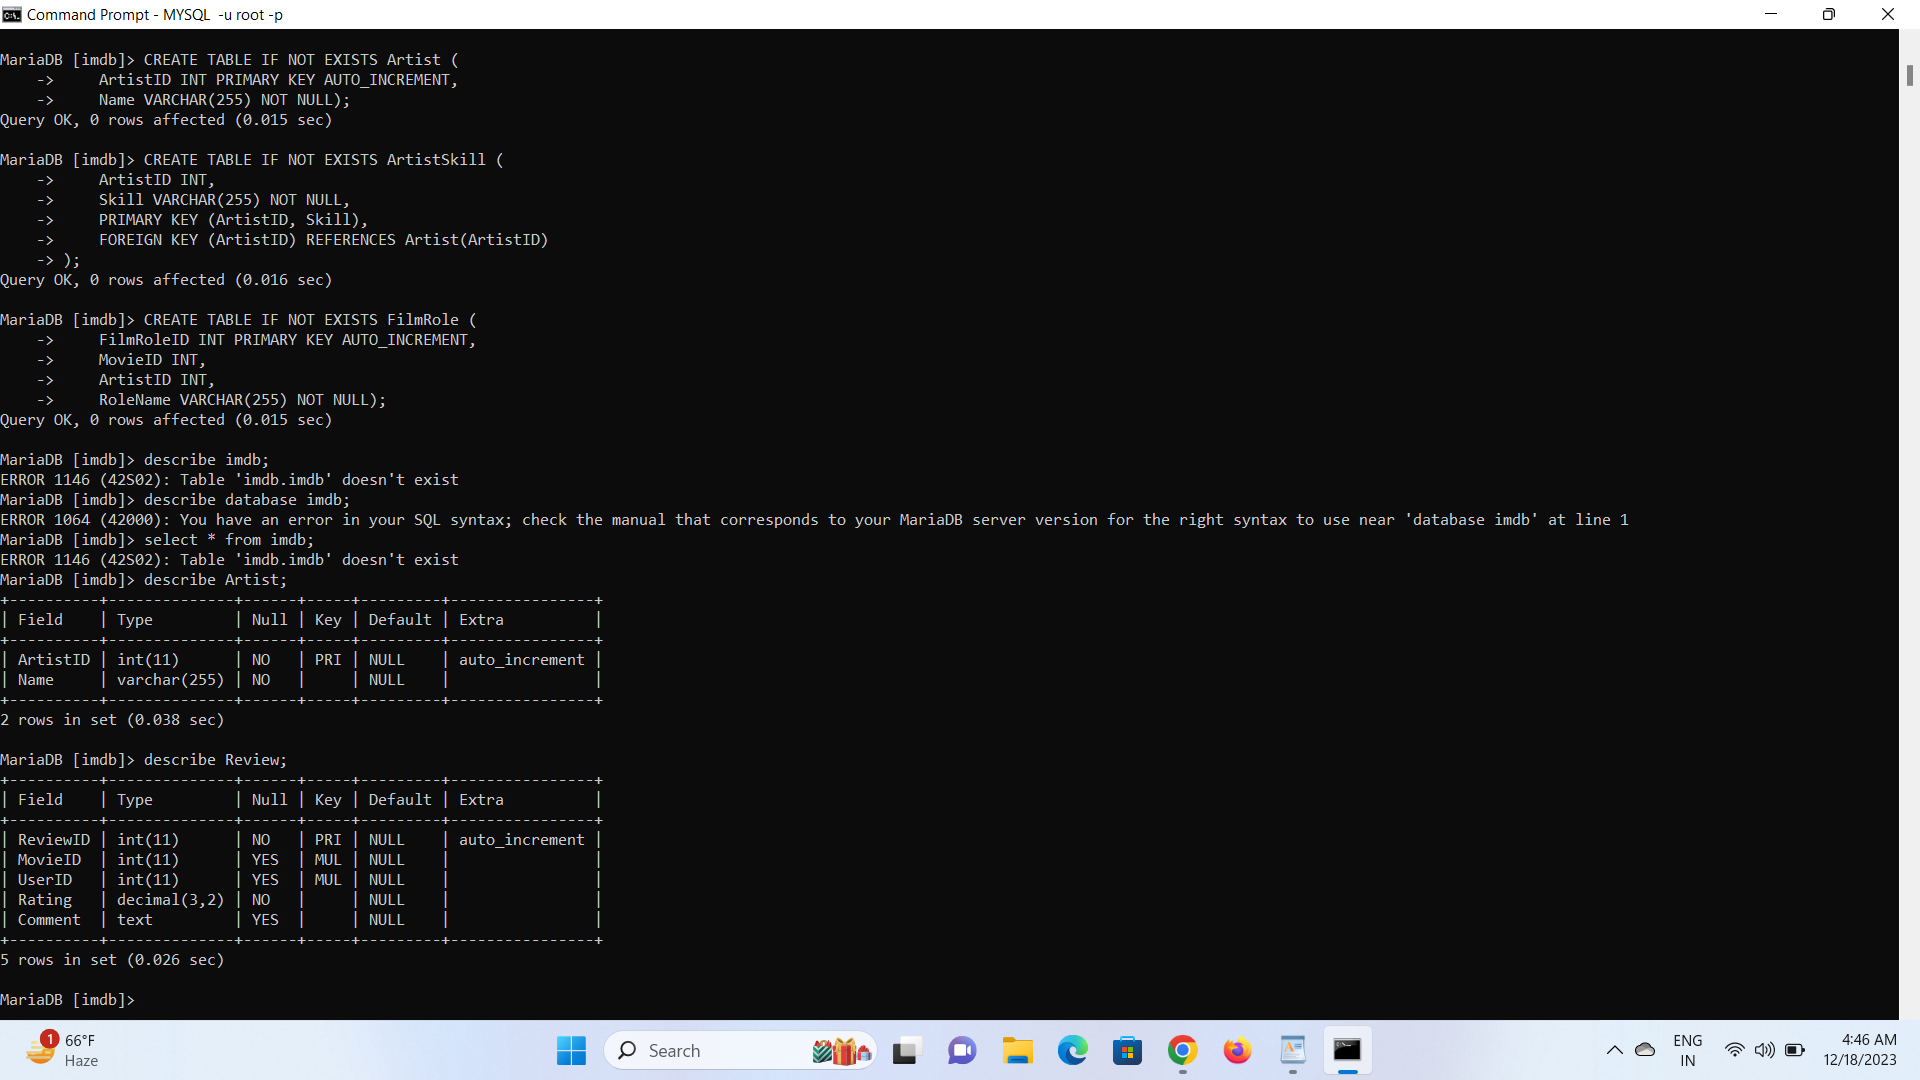 Command Prompt - MYSQL  -u root -p
MariaDB [imdb]> CREATE TABLE IF NOT EXISTS Artist (
    ->     ArtistID INT PRIMARY KEY AUTO_INCREMENT,
    ->     Name VARCHAR(255) NOT NULL);
Query OK, 0 rows affected (0.015 sec)
MariaDB [imdb]> CREATE TABLE IF NOT EXISTS ArtistSkill (
    ->     ArtistID INT,
    ->     Skill VARCHAR(255) NOT NULL,
    ->     PRIMARY KEY (ArtistID, Skill),
    ->     FOREIGN KEY (ArtistID) REFERENCES Artist(ArtistID)
    -> );
Query OK, 0 rows affected (0.016 sec)
MariaDB [imdb]> CREATE TABLE IF NOT EXISTS FilmRole (
    ->     FilmRoleID INT PRIMARY KEY AUTO_INCREMENT,
    ->     MovieID INT,
    ->     ArtistID INT,
    ->     RoleName VARCHAR(255) NOT NULL);
Query OK, 0 rows affected (0.015 sec)
MariaDB [imdb]> describe imdb;
ERROR 1146 (42S02): Table 'imdb.imdb' doesn't exist
MariaDB [imdb]> describe database imdb;
ERROR 1064 (42000): You have an error in your SQL syntax; check the manual that corresponds to your MariaDB server version for the right syntax to use near 'database imdb' at line 1
MariaDB [imdb]> select * from imdb;
ERROR 1146 (42S02): Table 'imdb.imdb' doesn't exist
MariaDB [imdb]> describe Artist;
+----------+--------------+------+-----+---------+----------------+
| Field    | Type         | Null | Key | Default | Extra          |
+----------+--------------+------+-----+---------+----------------+
| ArtistID | int(11)      | NO   | PRI | NULL    | auto_increment |
| Name     | varchar(255) | NO   |     | NULL    |                |
+----------+--------------+------+-----+---------+----------------+
2 rows in set (0.038 sec)
MariaDB [imdb]> describe Review;
+----------+--------------+------+-----+---------+----------------+
| Field    | Type         | Null | Key | Default | Extra          |
+----------+--------------+------+-----+---------+----------------+
| ReviewID | int(11)      | NO   | PRI | NULL    | auto_increment |
| MovieID  | int(11)      | YES  | MUL | NULL    |                |
| UserID   | int(11)      | YES  | MUL | NULL    |                |
| Rating   | decimal(3,2) | NO   |     | NULL    |                |
| Comment  | text         | YES  |     | NULL    |                |
+----------+--------------+------+-----+---------+----------------+
5 rows in set (0.026 sec)
MariaDB [imdb]>
1
66°F
Haze
Search
ENG
IN
4:46 AM
12/18/2023